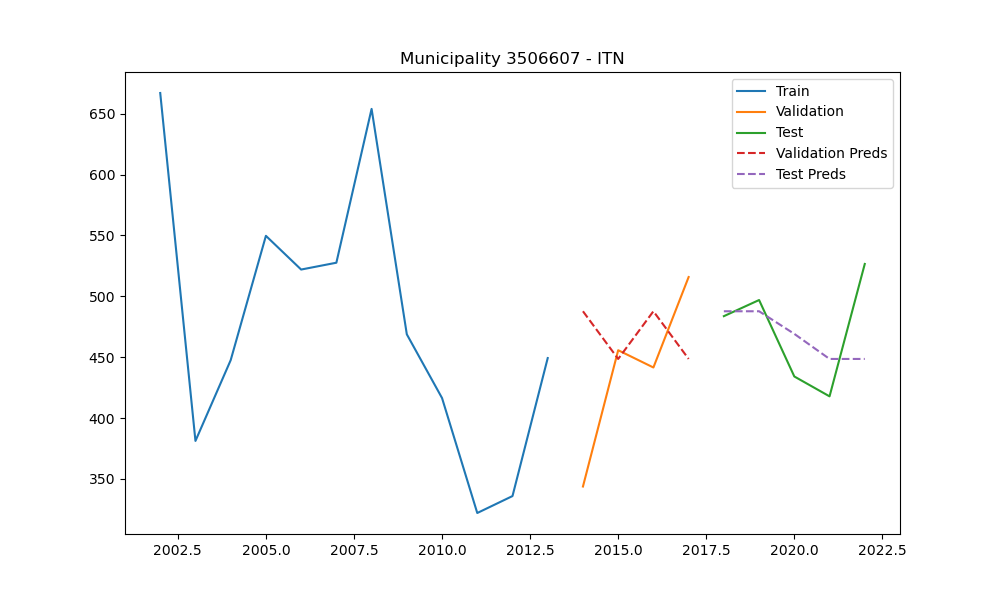 Municipality 3506607 - ITN
Train
Validation
Test
Validation Preds
Test Preds
650
600
550
500
450
400
350
2002.5 2005.0 2007.5 2010.0 2012.5 2015.0 2017.5 2020.0 2022.5